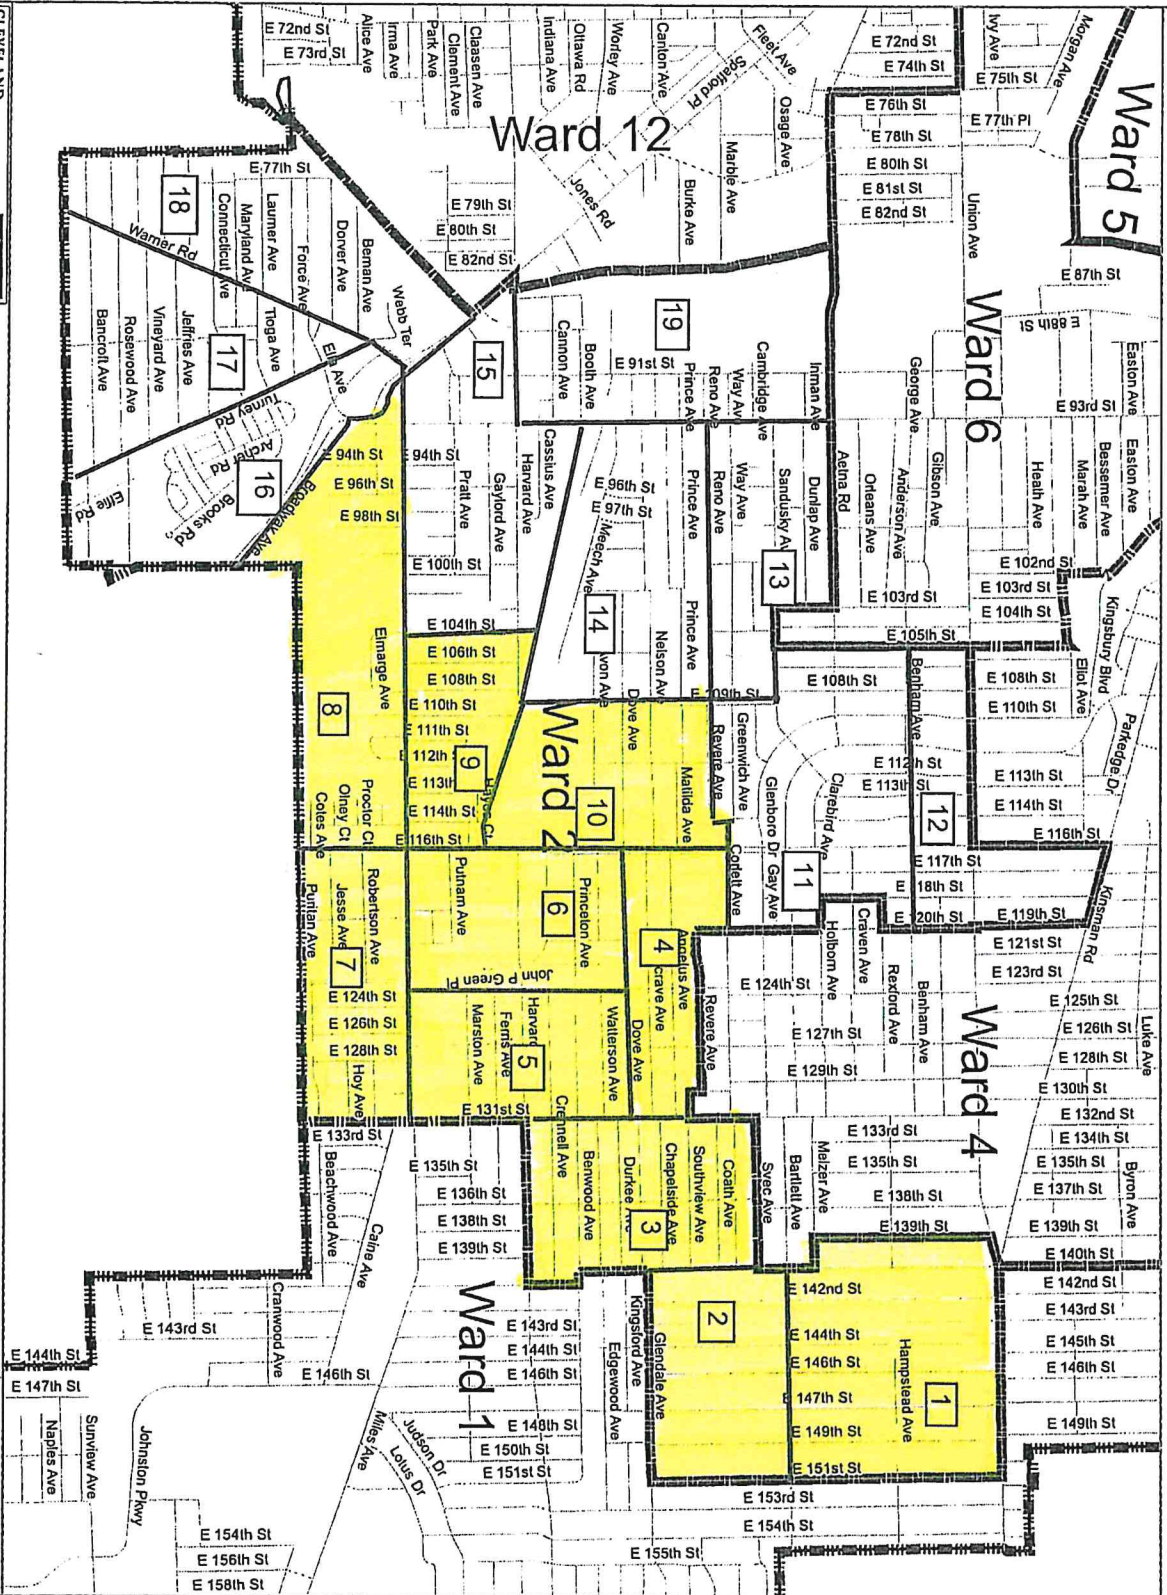 Ward 5
Ward 12
Ward 6
Ward 2
Ward 4
Ward 1
E 72nd St
E 73rd St
Alice Ave
Irma Ave
Park Ave
Clement Ave
Claasen Ave
Indiana Ave
Ottawa Rd
Worley Ave
Canton Ave
Spafford Pl
Fleet Ave
Osage Ave
Marble Ave
Burke Ave
Jones Rd
E 72nd St
E 74th St
E 76th St
E 78th St
E 80th St
E 81st St
E 82nd St
Ivy Ave
E 75th St
Morgan Ave
E 77th Pl
Union Ave
E 87th St
E 88th St
Easton Ave
E 93rd St
E 77th St
18
Warner Rd
Connecticut Ave
Maryland Ave
Laumer Ave
Force Ave
Dorver Ave
Beman Ave
Webb Ter
E 79th St
E 80th St
E 82nd St
Bancroft Ave
Rosewood Ave
Vineyard Ave
Jeffries Ave
17
Tioga Ave
Ella Ave
15
Cannon Ave
Booth Ave
E 91st St
19
Prince Ave
Reno Ave
Way Ave
Cambridge Ave
Inman Ave
George Ave
Turney Rd
Archer Rd
16
Brooks Rd
Effie Rd
Broadway Ave
E 94th St
E 96th St
E 98th St
E 94th St
Pratt Ave
Gaylord Ave
Harvard Ave
Cassius Ave
E 100th St
E 96th St
E 97th St
Meech Ave
Prince Ave
Reno Ave
Way Ave
Sandusky Av
Dunlap Ave
Aetna Rd
Orleans Ave
Anderson Ave
Gibson Ave
Heath Ave
Marah Ave
Bessemer Ave
Easton Ave
13
14
Nelson Av
Prince Ave
Dove Ave
E 102nd St
E 103rd St
E 104th St
E 103rd St
E 105th St
Kingsbury Blvd
Eliot Ave
E 104th St
E 106th St
E 108th St
E 110th St
E 111th St
E 112th
E 113th
E 114th St
E 116th St
Elmarge Ave
8
9
10
Matilda Ave
E 109th St
Revere Ave
Greenwich Ave
Glenboro Dr
Gay Ave
Corlett Ave
Clarebird Ave
11
E 108th St
Benham Ave
E 112th St
E 113th St
12
E 117th St
E 18th St
E 20th St
E 119th St
E 108th St
E 110th St
E 113th St
E 114th St
E 116th St
Parkedge Dr
Kinsman Rd
Proctor Ct
Olney Ct
Cotes Ave
Puritan Ave
Jesse Ave
Robertson Ave
7
E 124th St
E 126th St
E 128th St
Hoy Ave
Putnam Ave
6
Princeton Ave
John P Green Pl
4
Angelus Ave
crave Ave
Dove Ave
Marston Ave
Ferris Ave
Harvard
5
Watterson Ave
E 131st St
Crennell Ave
Revere Ave
E 124th St
E 127th St
E 129th St
Holborn Ave
Craven Ave
Rexford Ave
Benham Ave
E 121st St
E 123rd St
E 125th St
E 126th St
E 128th St
E 130th St
E 132nd St
E 134th St
E 135th St
E 137th St
E 139th St
E 140th St
Luke Ave
Byron Ave
E 133rd St
E 135th St
E 138th St
E 139th St
Melzer Ave
Bartlett Ave
Svec Ave
Coath Ave
Southview Ave
Chapelside Ave
Durkee
3
Benwood Ave
E 133rd St
Beachwood Ave
Caine Ave
E 135th St
E 136th St
E 138th St
E 139th St
E 143rd St
E 144th St
E 146th St
E 148th St
E 150th St
E 151st St
Cranwood Ave
E 143rd St
E 144th St
E 146th St
E 147th St
Kingsford Ave
Edgewood Ave
Glendale Ave
2
E 142nd St
E 144th St
E 146th St
E 147th St
E 149th St
E 151st St
Hampstead Ave
1
E 142nd St
E 143rd St
E 145th St
E 146th St
E 149th St
Miles Ave
Judson Dr
Lotus Dr
Johnston Pkwy
Sunview Ave
Naples Ave
E 153rd St
E 154th St
E 155th St
E 154th St
E 156th St
E 158th St